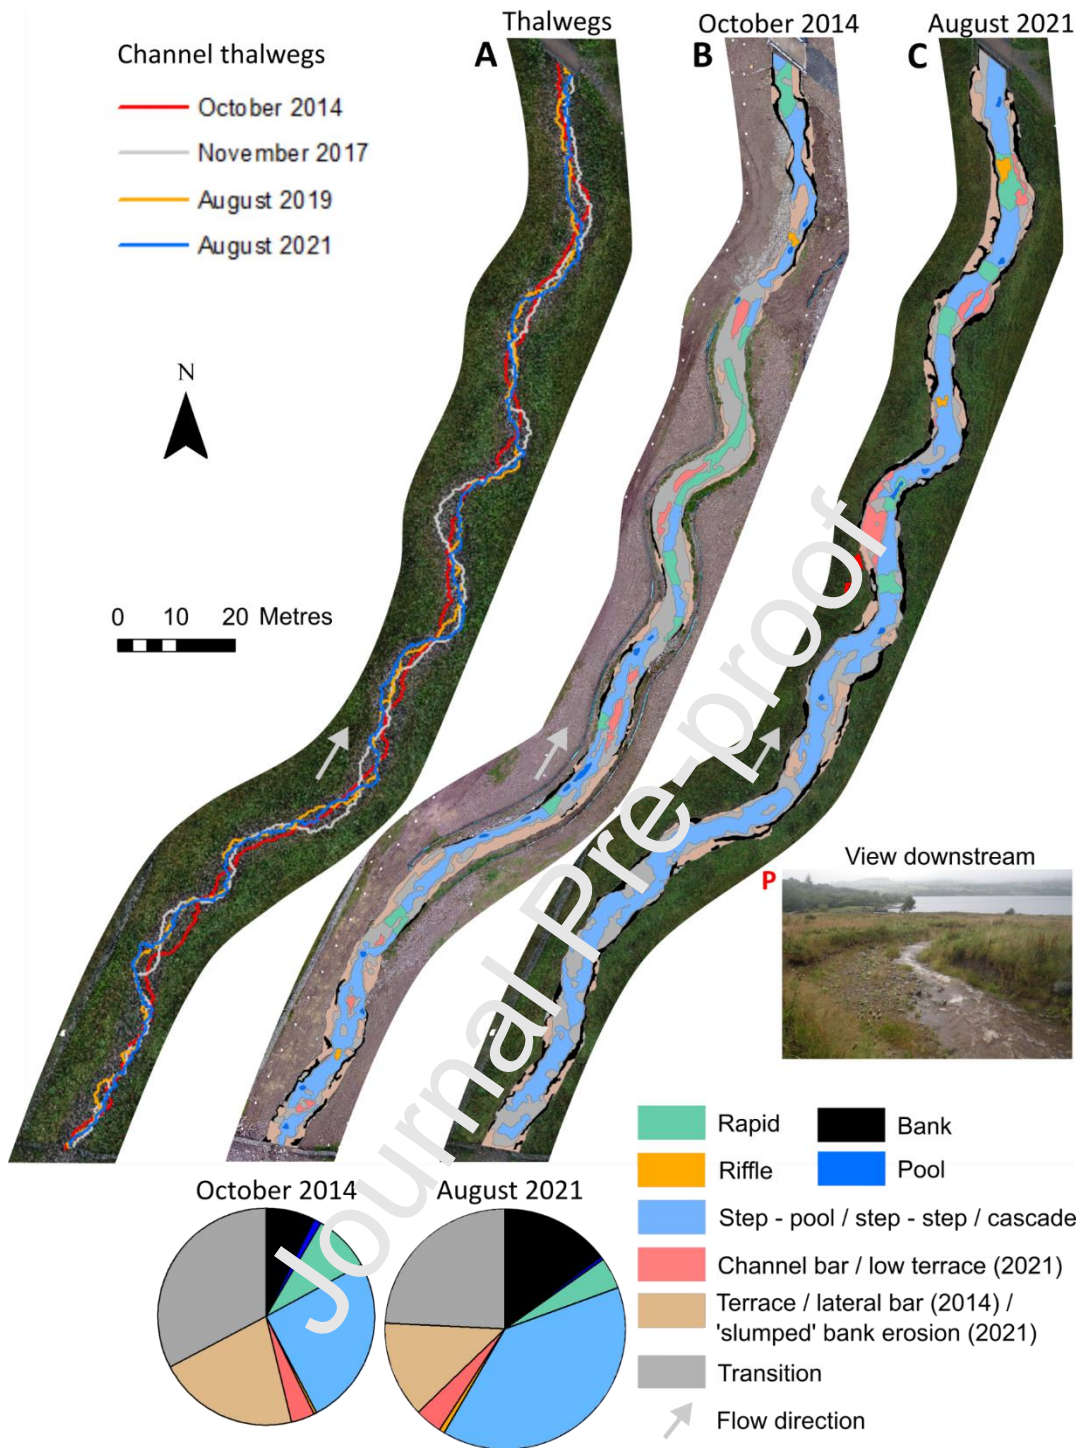 Thalwegs
October 2014
August 2021
A
B
C
Channel thalwegs
October 2014
November 2017
August 2019
August 2021
N
0 10 20 Metres
Journal Pre-proof
View downstream
P
Rapid
Bank
Riffle
Pool
Step - pool / step - step / cascade
Channel bar / low terrace (2021)
Terrace / lateral bar (2014) /
'slumped' bank erosion (2021)
Transition
Flow direction
October 2014
August 2021